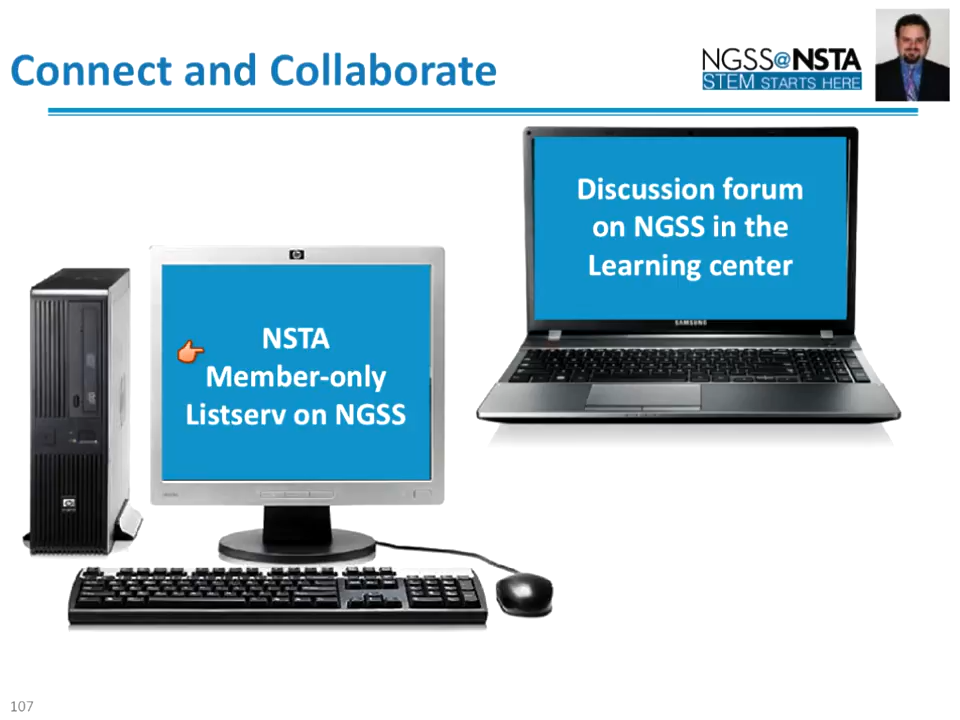 Connect and Collaborate
NGSS@NSTA
STEM STARTS HERE
Discussion forum
on NGSS in the
Learning center
SAMSUNG
NSTA
Member-only
Listserv on NGSS
107